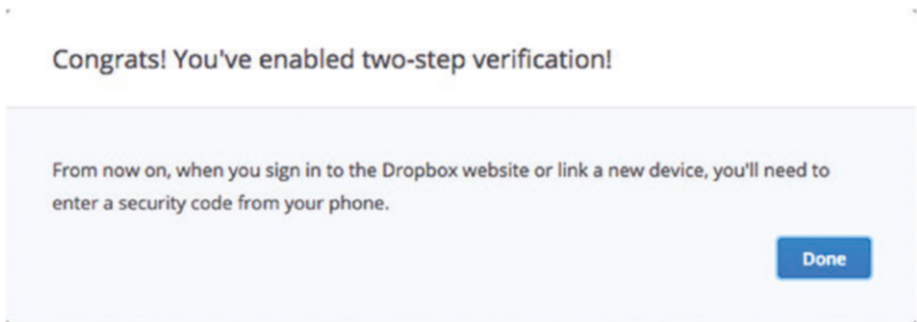 Congrats! You've enabled two-step verification!
From now on, when you sign in to the Dropbox website or link a new device, you'll need to
enter a security code from your phone.
Done